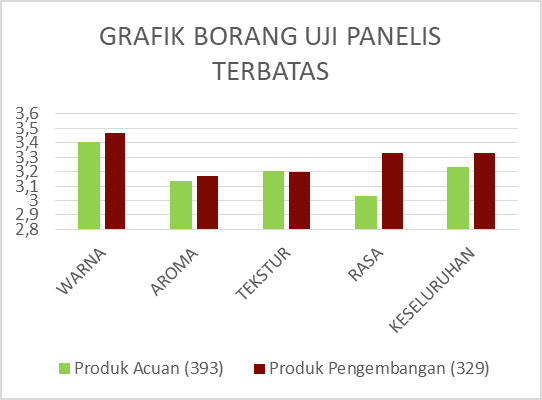 GRAFIK BORANG UJI PANELIS
TERBATAS
3,6
3,5
3,4
3,3
3,2
3,1
3
2,9
2,8
WARNA
AROMA
TEKSTUR
RASA
KESELURUHAN
Produk Acuan (393)
Produk Pengembangan (329)